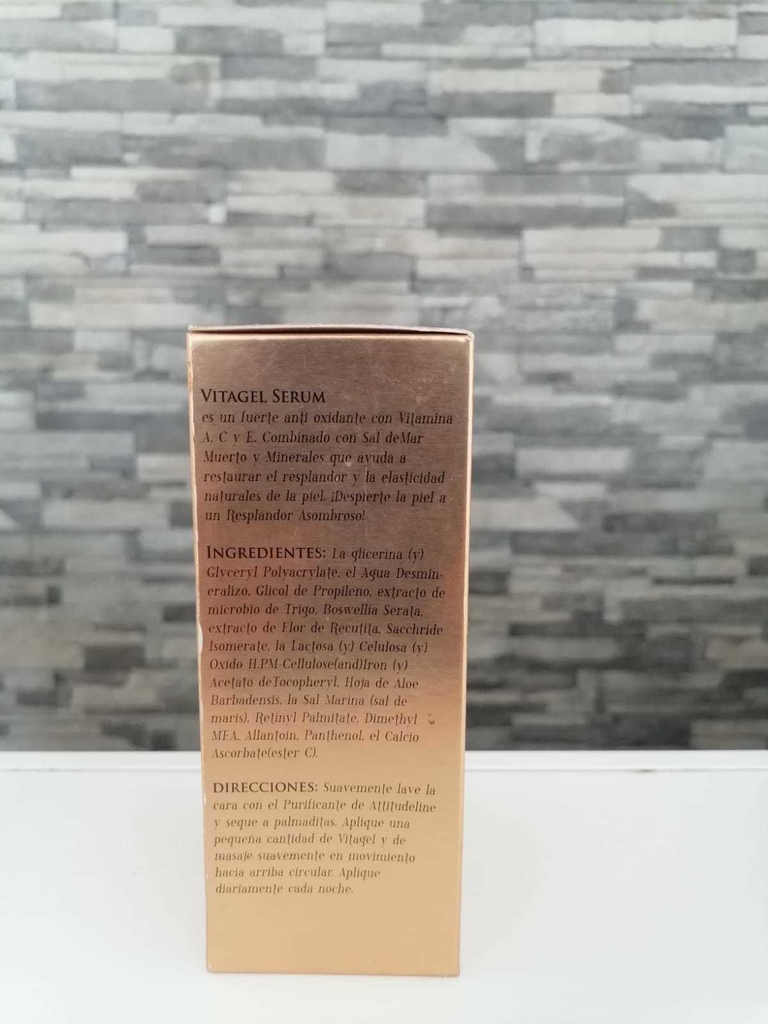 VITAGEL SERUM
es un fuerte anti oxidante con Vitamina
A, C y E. Combinado con Sal deMar
Muerto y Minerales que ayuda a
restaurar el resplandor y la elasticidad
naturales de la piel. ¡Despierte la piel a
un Resplandor Asombroso!
INGREDIENTES: La glicerina (y)
Glyceryl Polyacrylate, el Agua Desmin-
eralizo, Glicol de Propileno, extracto de
microbio de Trigo, Boswellia Serata,
extracto de Flor de Recutita, Sacchride
Isomerate, la Lactosa (y) Celulosa (y)
Oxido II,PM-Cellulose(and)Iron (y)
Acetato deTocopheryl, Hoja de Aloe
Barbadensis, la Sal Marina (sal de
maris), Retinyl Palmitate, Dimethyl
MEA, Allantoin, Panthenol, el Calcio
Ascorbate(ester C).
DIRECCIONES: Suavemente lave la
cara con el Purificante de Attitudeline
y seque a palmaditas. Aplique una
pequeña cantidad de Vitagel y de
masaje suavemente en movimiento
hacia arriba circular. Aplique
diariamente cada noche.